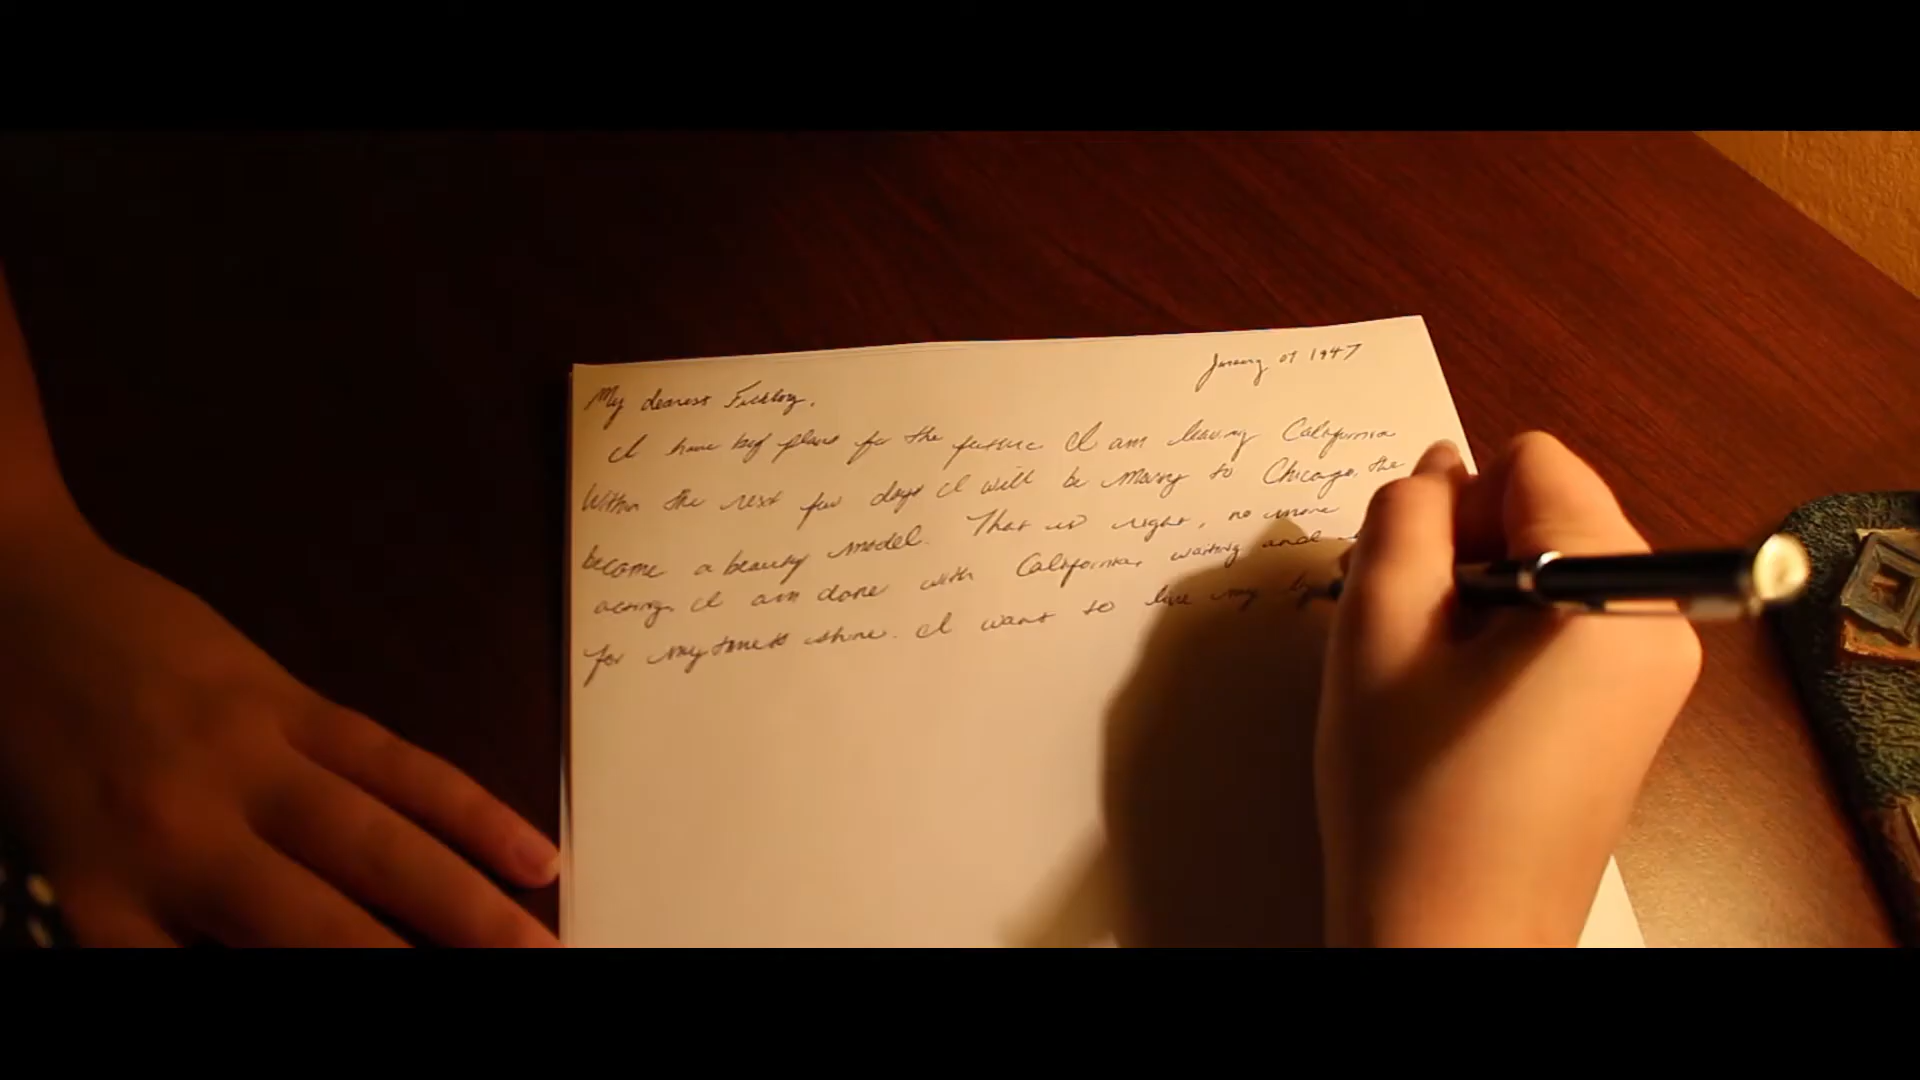 January 07 1947
My dearest Fickling,
I have big plans for the future. I am leaving California
Within the next few days I will be moving to Chicago, the
become a beauty model. That is right, no more
acting. I am done with California, waiting and
for my time to shine. I want to live my